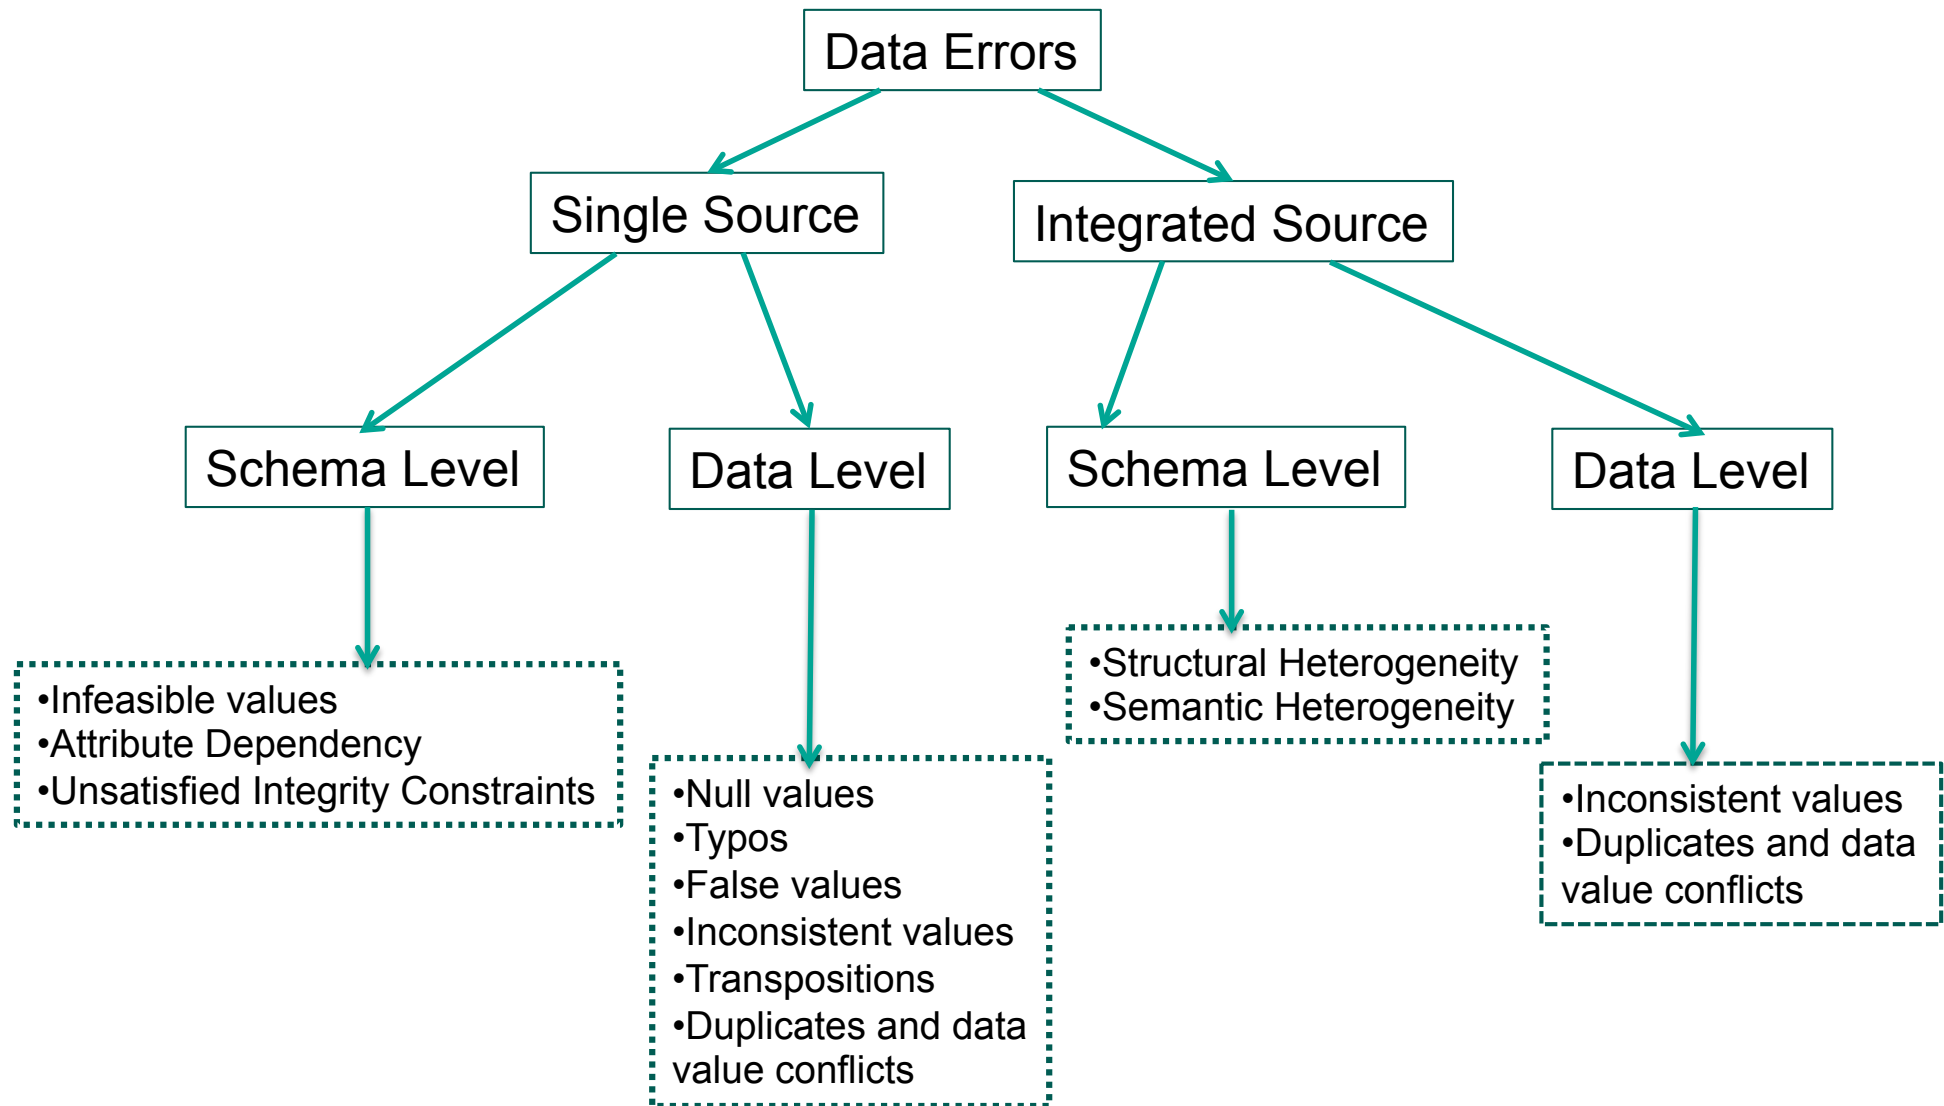 Data Errors
Single Source
Integrated Source
Schema Level
Data Level
Schema Level
Data Level
•Infeasible values
•Attribute Dependency
•Unsatisfied Integrity Constraints
•Null values
•Typos
•False values
•Inconsistent values
•Transpositions
•Duplicates and data
value conflicts
•Structural Heterogeneity
•Semantic Heterogeneity
•Inconsistent values
•Duplicates and data
value conflicts